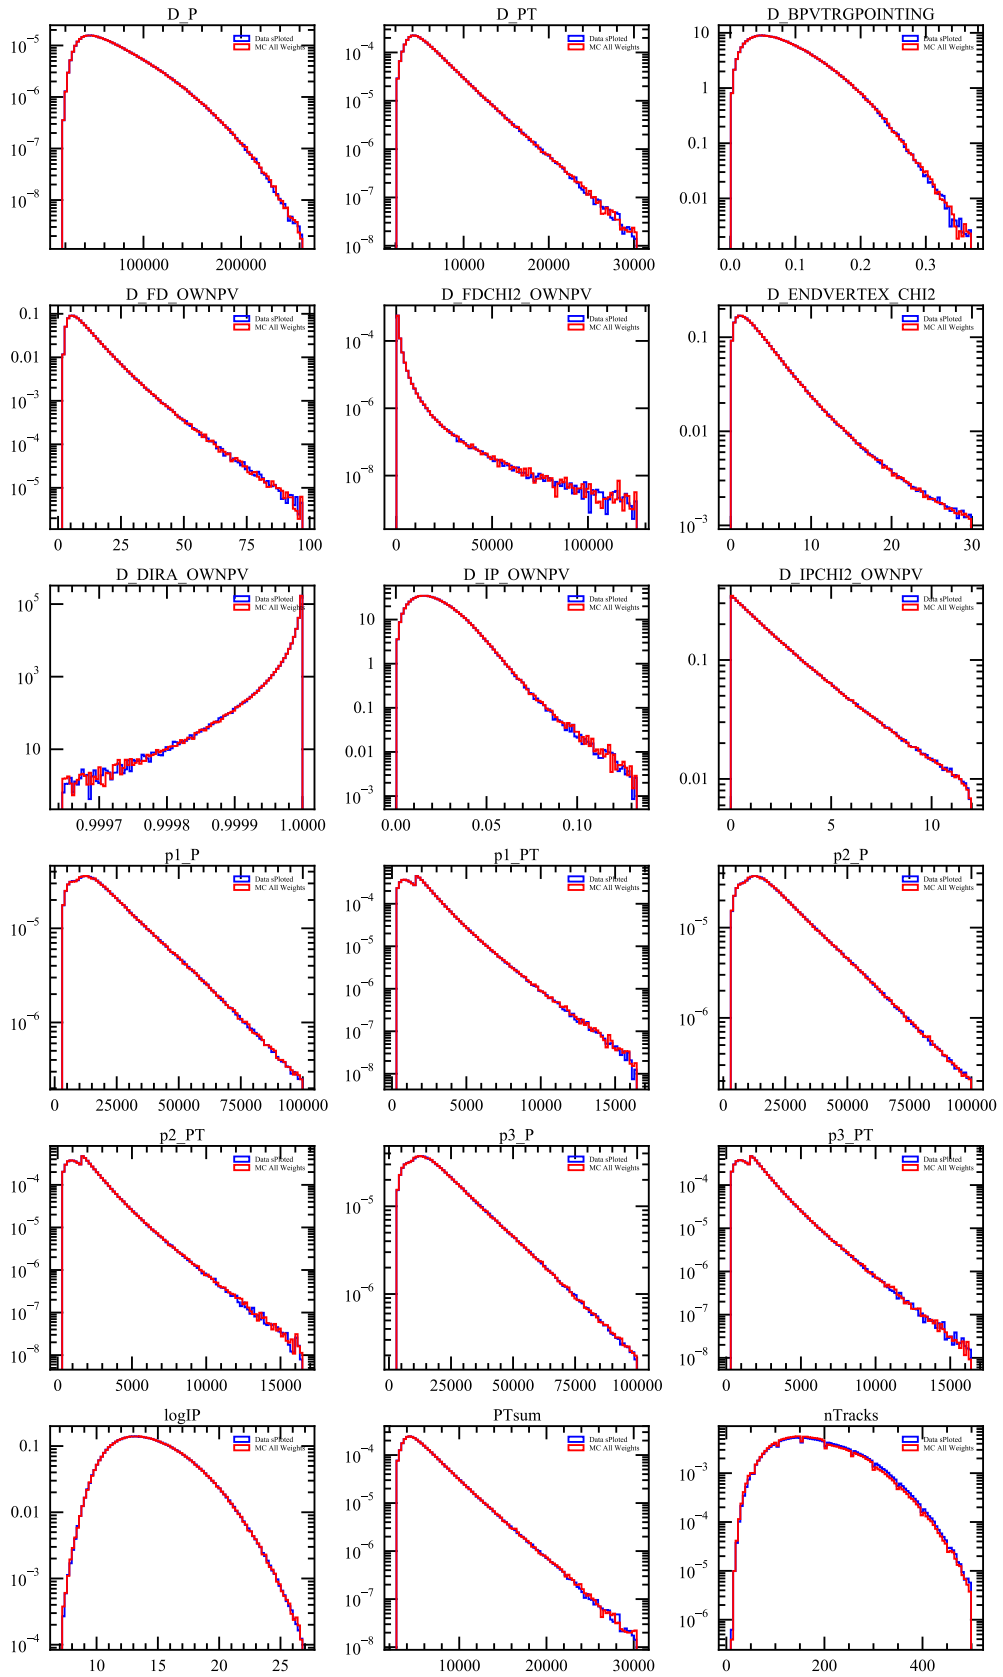 D_P
D_PT
D_BPVTRGPOINTING
Data sPloted
MC All Weights
Data sPloted
MC All Weights
Data sPloted
MC All Weights
10⁻⁵
10⁻⁶
10⁻⁷
10⁻⁸
10⁻⁴
10⁻⁵
10⁻⁶
10⁻⁷
10⁻⁸
10
1
0.1
0.01
100000 200000
10000 20000 30000
0.0 0.1 0.2 0.3
D_FD_OWNPV
D_FDCHI2_OWNPV
D_ENDVERTEX_CHI2
Data sPloted
MC All Weights
Data sPloted
MC All Weights
Data sPloted
MC All Weights
0.1
0.01
10⁻³
10⁻⁴
10⁻⁵
10⁻⁴
10⁻⁶
10⁻⁸
0.1
0.01
10⁻³
0 25 50 75 100
0 50000 100000
0 10 20 30
D_DIRA_OWNPV
D_IP_OWNPV
D_IPCHI2_OWNPV
Data sPloted
MC All Weights
Data sPloted
MC All Weights
Data sPloted
MC All Weights
10⁵
10³
10
10
1
0.1
0.01
10⁻³
0.1
0.01
0.9997 0.9998 0.9999 1.0000
0.00 0.05 0.10
0 5 10
p1_P
p1_PT
p2_P
Data sPloted
MC All Weights
Data sPloted
MC All Weights
Data sPloted
MC All Weights
10⁻⁵
10⁻⁶
10⁻⁴
10⁻⁵
10⁻⁶
10⁻⁷
10⁻⁸
10⁻⁵
10⁻⁶
0 25000 50000 75000 100000
0 5000 10000 15000
0 25000 50000 75000 100000
p2_PT
p3_P
p3_PT
Data sPloted
MC All Weights
Data sPloted
MC All Weights
Data sPloted
MC All Weights
10⁻⁴
10⁻⁵
10⁻⁶
10⁻⁷
10⁻⁸
10⁻⁵
10⁻⁶
10⁻⁴
10⁻⁵
10⁻⁶
10⁻⁷
10⁻⁸
0 5000 10000 15000
0 25000 50000 75000 100000
0 5000 10000 15000
logIP
PTsum
nTracks
Data sPloted
MC All Weights
Data sPloted
MC All Weights
Data sPloted
MC All Weights
0.1
0.01
10⁻³
10⁻⁴
10⁻⁴
10⁻⁵
10⁻⁶
10⁻⁷
10⁻⁸
10⁻³
10⁻⁴
10⁻⁵
10⁻⁶
10 15 20 25
10000 20000 30000
0 200 400